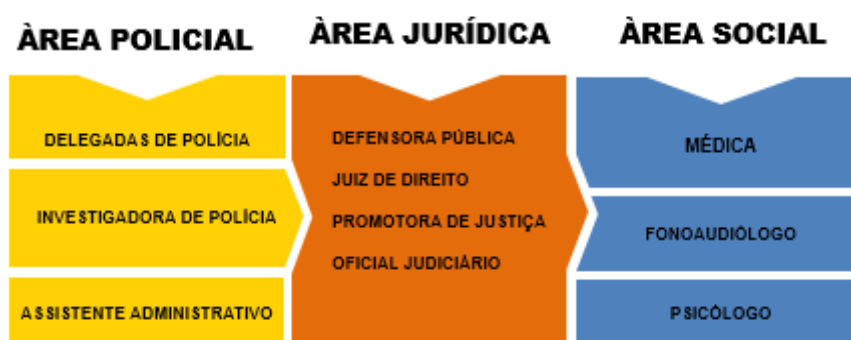 ÀREA POLICIAL
DELEGADAS DE POLÍCIA
INVESTIGADORA DE POLÍCIA
ASSISTENTE ADMINISTRATIVO
ÀREA JURÍDICA
DEFENSORA PÚBLICA
JUIZ DE DIREITO
PROMOTORA DE JUSTIÇA
OFICIAL JUDICIÁRIO
ÀREA SOCIAL
MÉDICA
FONOAUDIÓLOGO
PSICÓLOGO